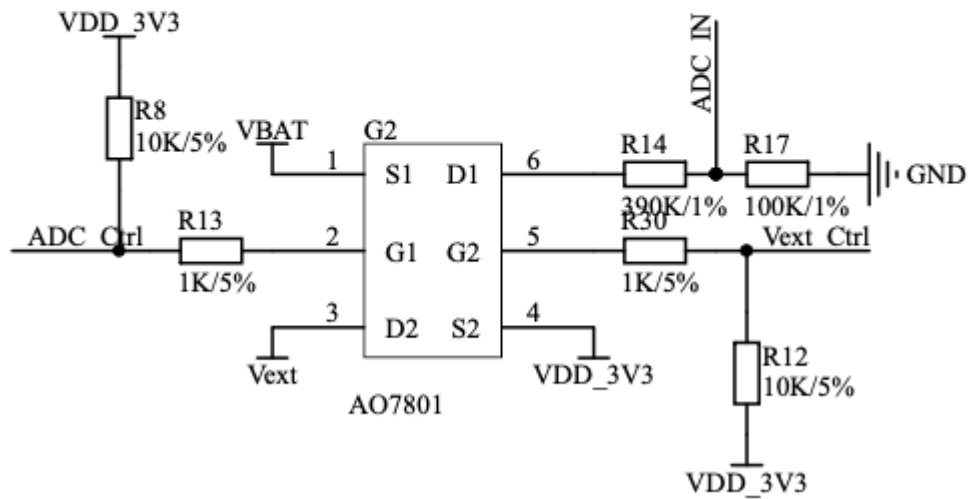 VDD_3V3
R8
10K/5%
ADC_IN
VBAT
G2
1
S1
D1
6
R14
390K/1%
R17
100K/1%
GND
ADC_Ctrl
R13
1K/5%
2
G1
G2
5
R30
1K/5%
Vext_Ctrl
3
D2
S2
4
Vext
VDD_3V3
AO7801
R12
10K/5%
VDD_3V3